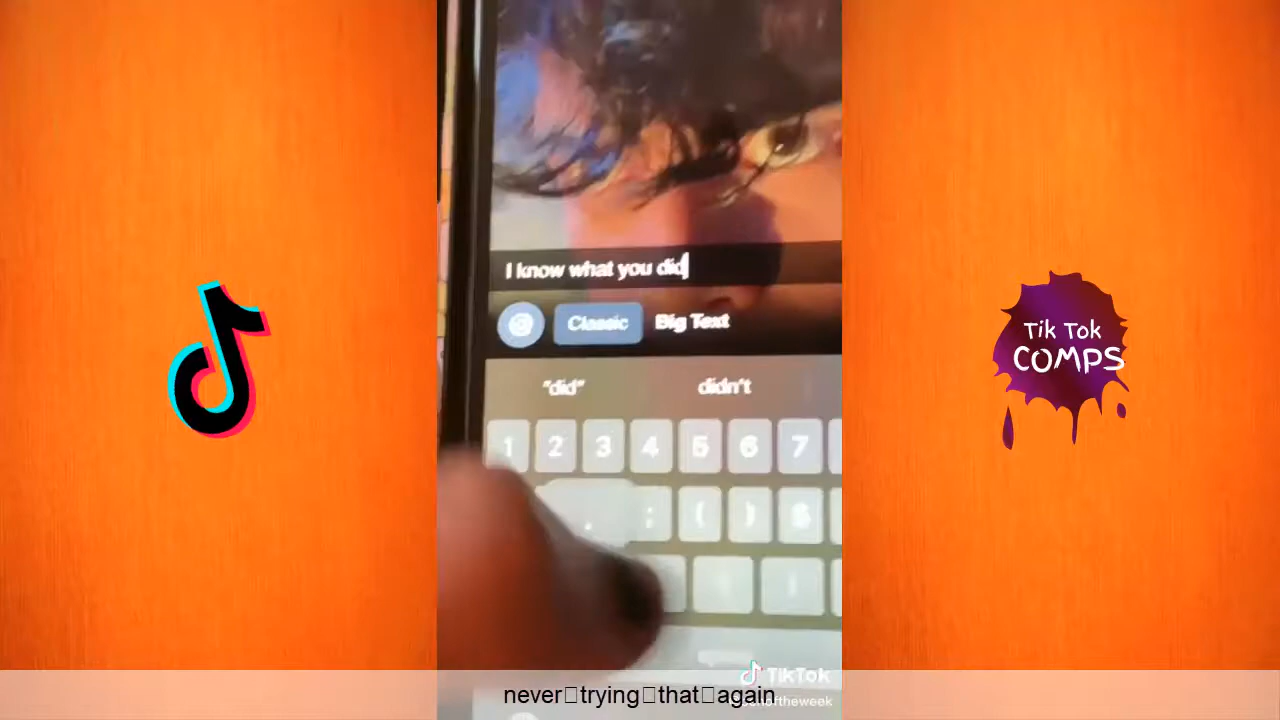 I know what you did
@ Classic Big Text
"did" didn't
1 2 3 4 5 6 7
: ( ) $
Tik Tok
COMPS
TikTok
never□trying□that□again